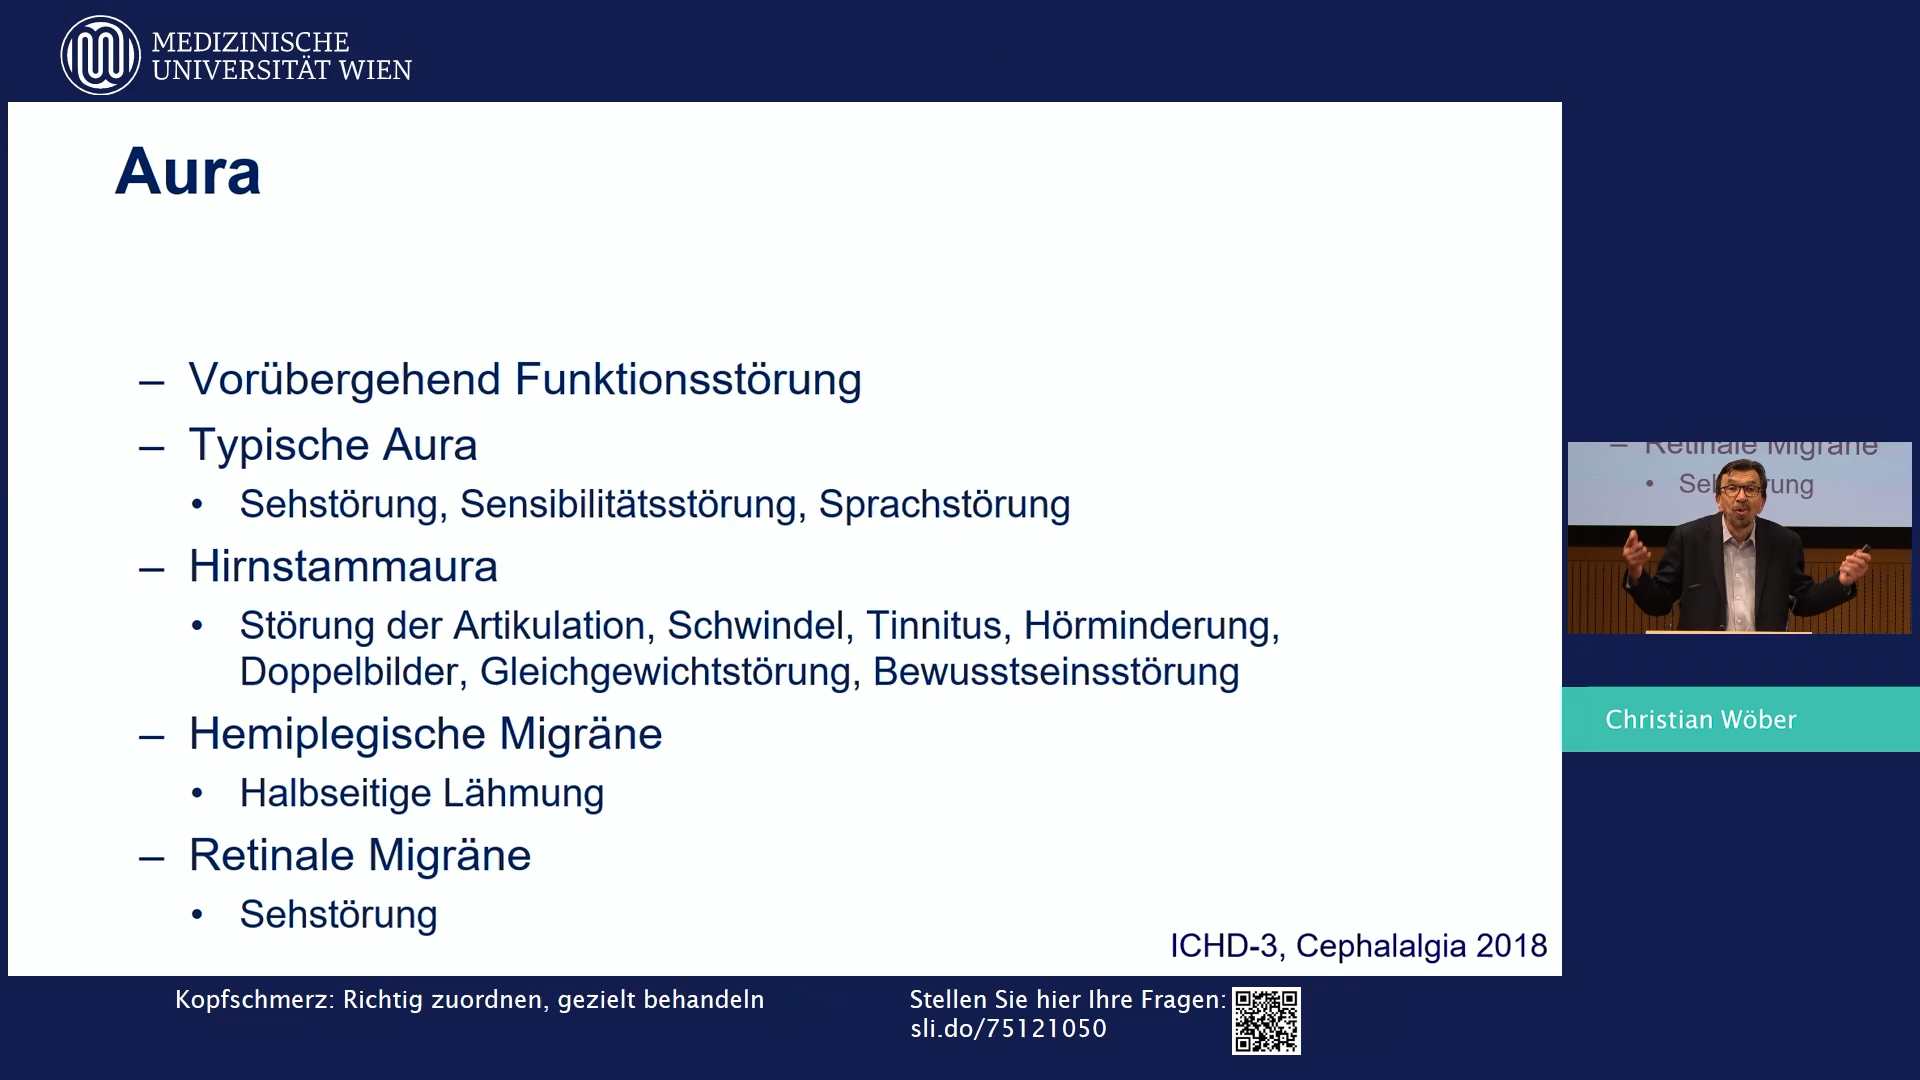 MEDIZINISCHE
UNIVERSITÄT WIEN
Aura
– Vorübergehend Funktionsstörung
– Typische Aura
• Sehstörung, Sensibilitätsstörung, Sprachstörung
– Hirnstammaura
• Störung der Artikulation, Schwindel, Tinnitus, Hörminderung,
Doppelbilder, Gleichgewichtstörung, Bewusstseinsstörung
– Hemiplegische Migräne
• Halbseitige Lähmung
– Retinale Migräne
• Sehstörung
ICHD-3, Cephalalgia 2018
– Retinale Migräne
Christian Wöber
Kopfschmerz: Richtig zuordnen, gezielt behandeln
Stellen Sie hier Ihre Fragen:
sli.do/75121050